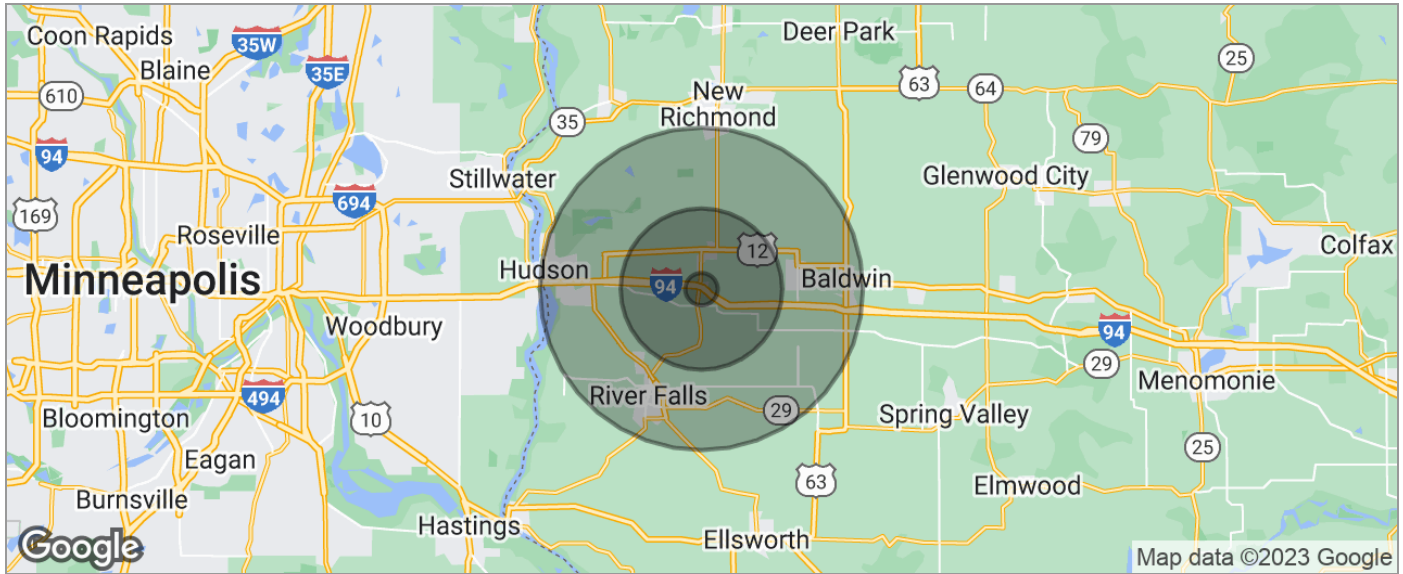 Coon Rapids
35W
Deer Park
25
Blaine
35E
63
64
610
New
Richmond
35
79
94
Stillwater
Glenwood City
694
169
Roseville
12
Colfax
Minneapolis
Hudson
94
Baldwin
Woodbury
94
29
Menomonie
494
River Falls
29
Spring Valley
Bloomington
10
25
Eagan
63
Elmwood
Burnsville
Hastings
Ellsworth
Google
Map data ©2023 Google